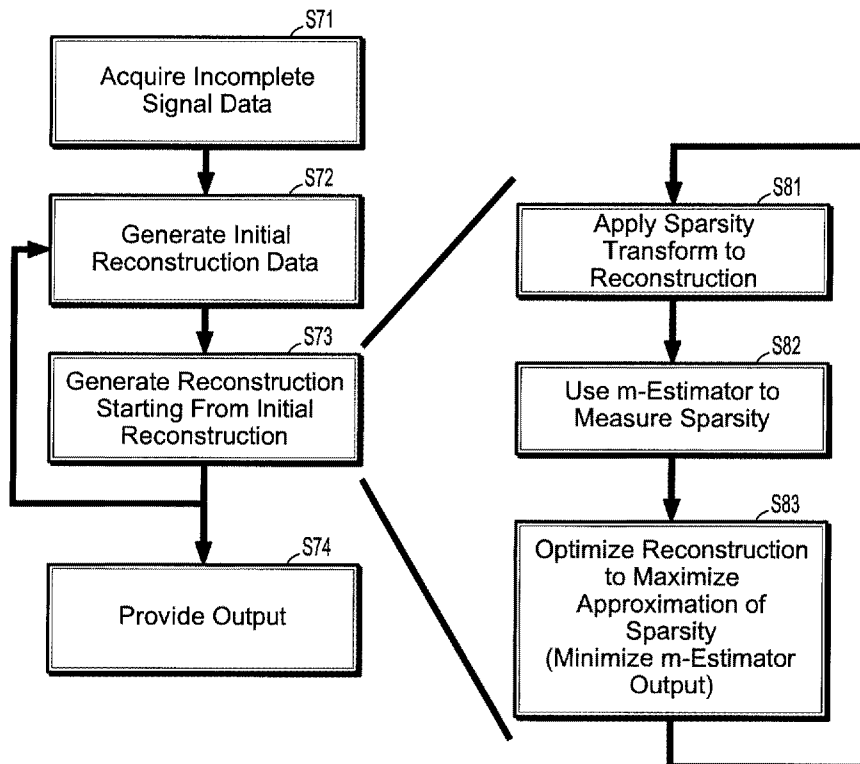 S71
Acquire Incomplete
Signal Data
S72
Generate Initial
Reconstruction Data
S73
Generate Reconstruction
Starting From Initial
Reconstruction
S74
Provide Output
S81
Apply Sparsity
Transform to
Reconstruction
S82
Use m-Estimator to
Measure Sparsity
S83
Optimize Reconstruction
to Maximize
Approximation of
Sparsity
(Minimize m-Estimator
Output)